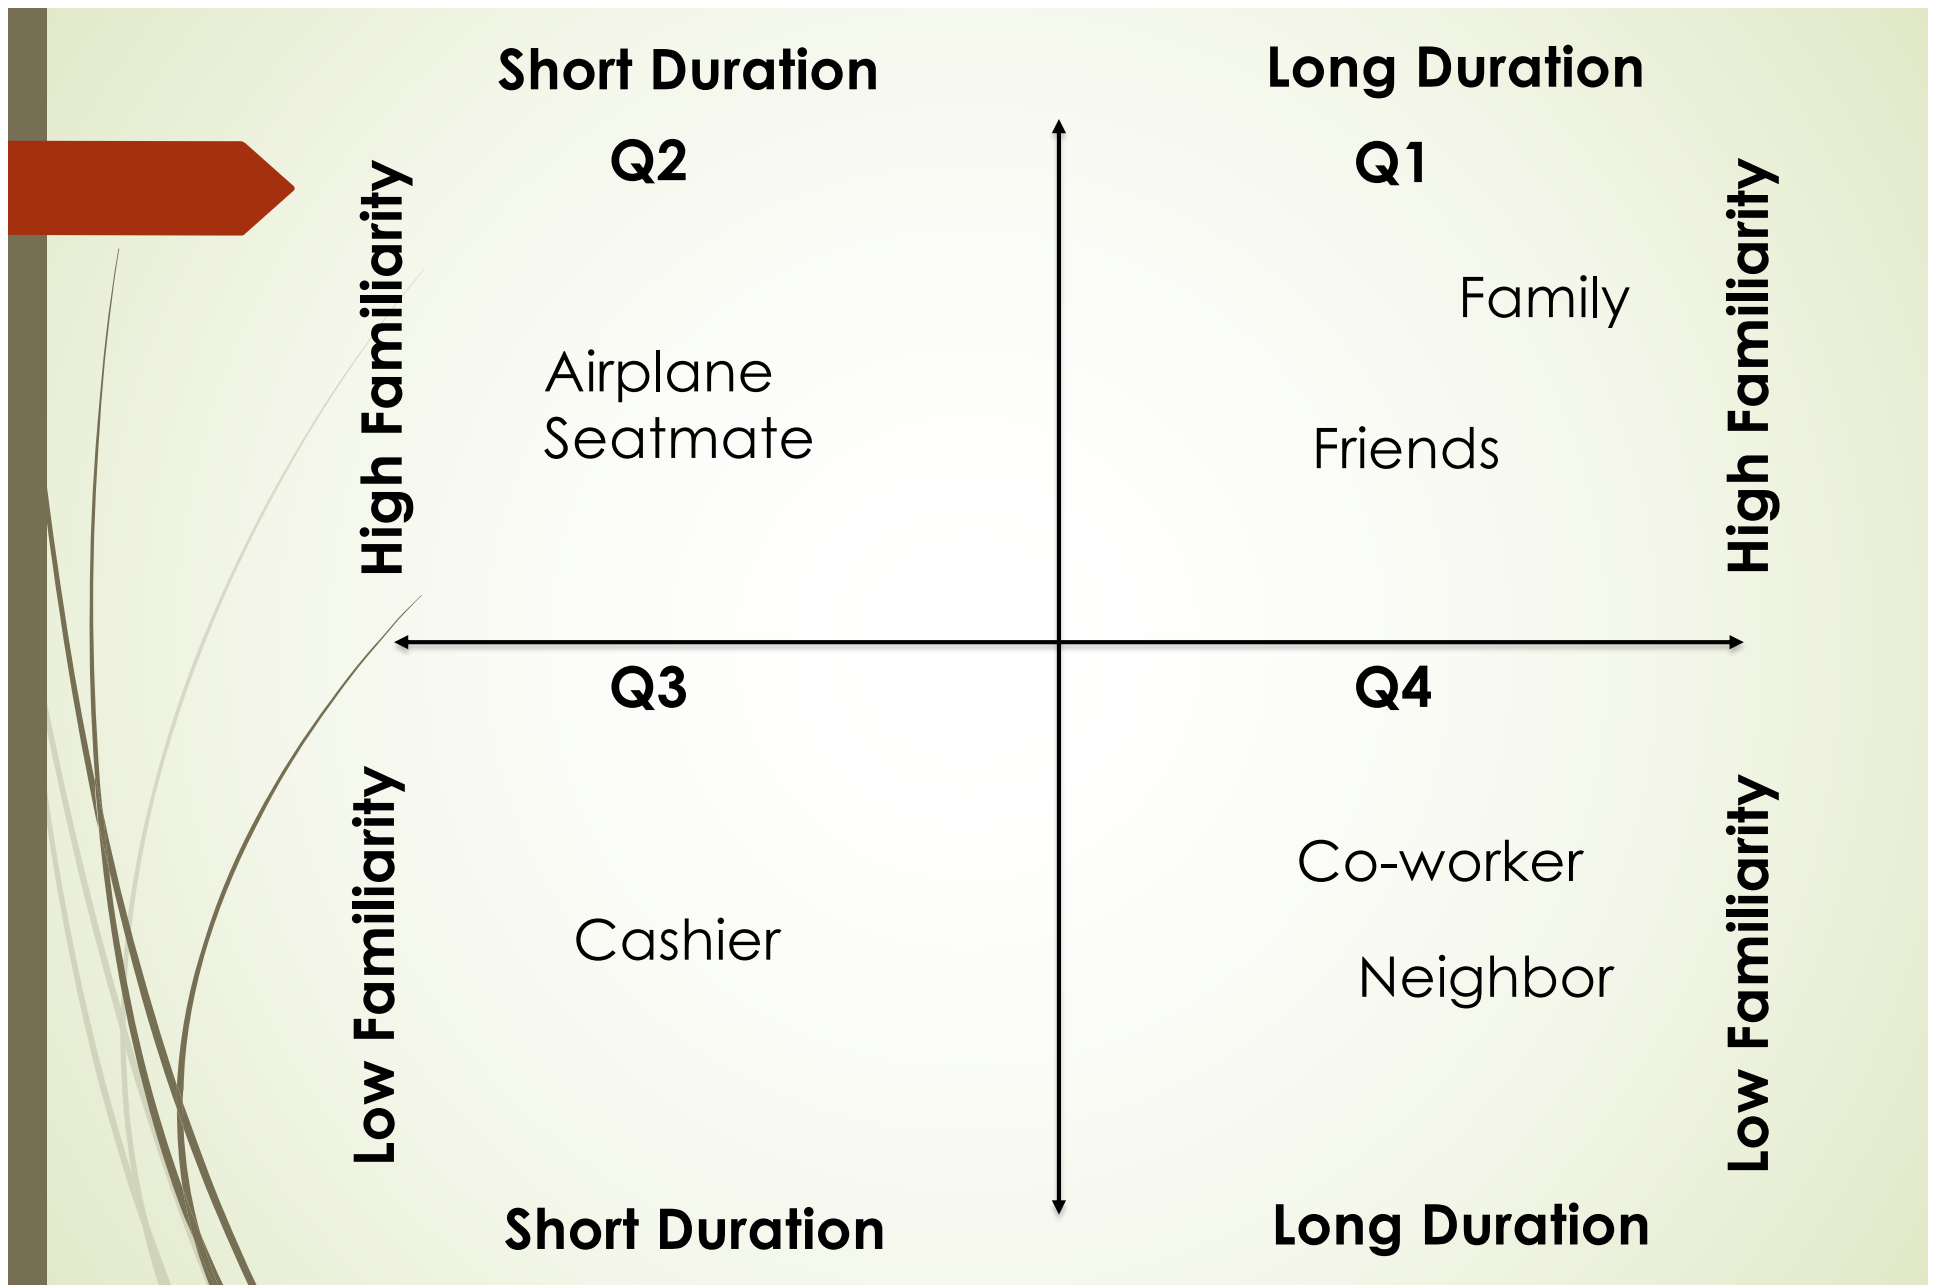 Short Duration
Long Duration
Q2
Q1
High Familiarity
High Familiarity
Family
Airplane
Seatmate
Friends
Q3
Q4
Low Familiarity
Low Familiarity
Co-worker
Cashier
Neighbor
Short Duration
Long Duration